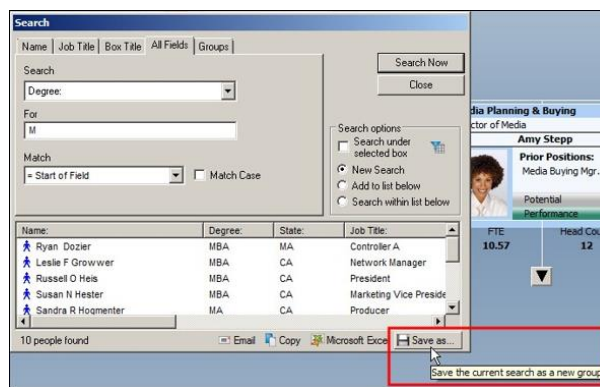 Search
Name Job Title Box Title All Fields Groups
Search
Degree:
For
M
Match
= Start of Field
Match Case
Search Now
Close
Search options
Search under selected box
New Search
Add to list below
Search within list below
Name: Degree: State: Job Title:
Ryan Dozier MBA MA Controller A
Leslie F Growwer MBA CA Network Manager
Russell O Heis MBA CA President
Susan N Hester MBA CA Marketing Vice Preside
Sandra R Hogmenter MA CA Producer
10 people found
Email Copy Microsoft Excel Save as...
Save the current search as a new group
dia Planning & Buying
ctor of Media
Amy Stepp
Prior Positions:
Media Buying Mgr.
Potential
Performance
FTE Head Cou
10.57 12